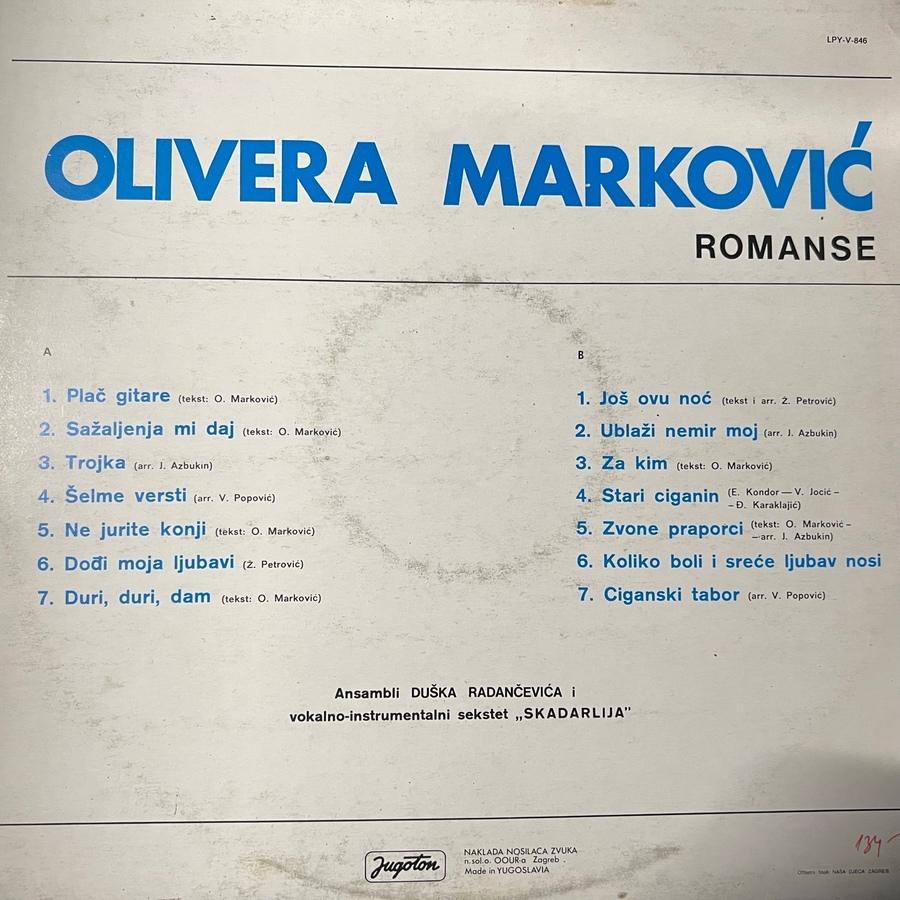 LPY-V-846
OLIVERA MARKOVIĆ
ROMANSE
A
1. Plač gitare (tekst: O. Marković)
2. Sažaljenja mi daj (tekst: O. Marković)
3. Trojka (arr. J. Azbukin)
4. Šelme versti (arr. V. Popović)
5. Ne jurite konji (tekst: O. Marković)
6. Dođi moja ljubavi (Ž. Petrović)
7. Duri, duri, dam (tekst: O. Marković)
B
1. Još ovu noć (tekst i arr. Ž. Petrović)
2. Ublaži nemir moj (arr. J. Azbukin)
3. Za kim (tekst: O. Marković)
4. Stari ciganin (E. Kondor — V. Jocić –
– Đ. Karaklajić)
5. Zvone praporci (tekst: O. Marković –
— arr. J. Azbukin)
6. Koliko boli i sreće ljubav nosi
7. Ciganski tabor (arr. V. Popović)
Ansambli DUŠKA RADANČEVIĆA i
vokalno-instrumentalni sekstet „SKADARLIJA”
Jugoton
NAKLADA NOSILACA ZVUKA
n.sol.o. OOUR-a Zagreb .
Made in YUGOSLAVIA
134
NAŠA DJECA ZAGREB